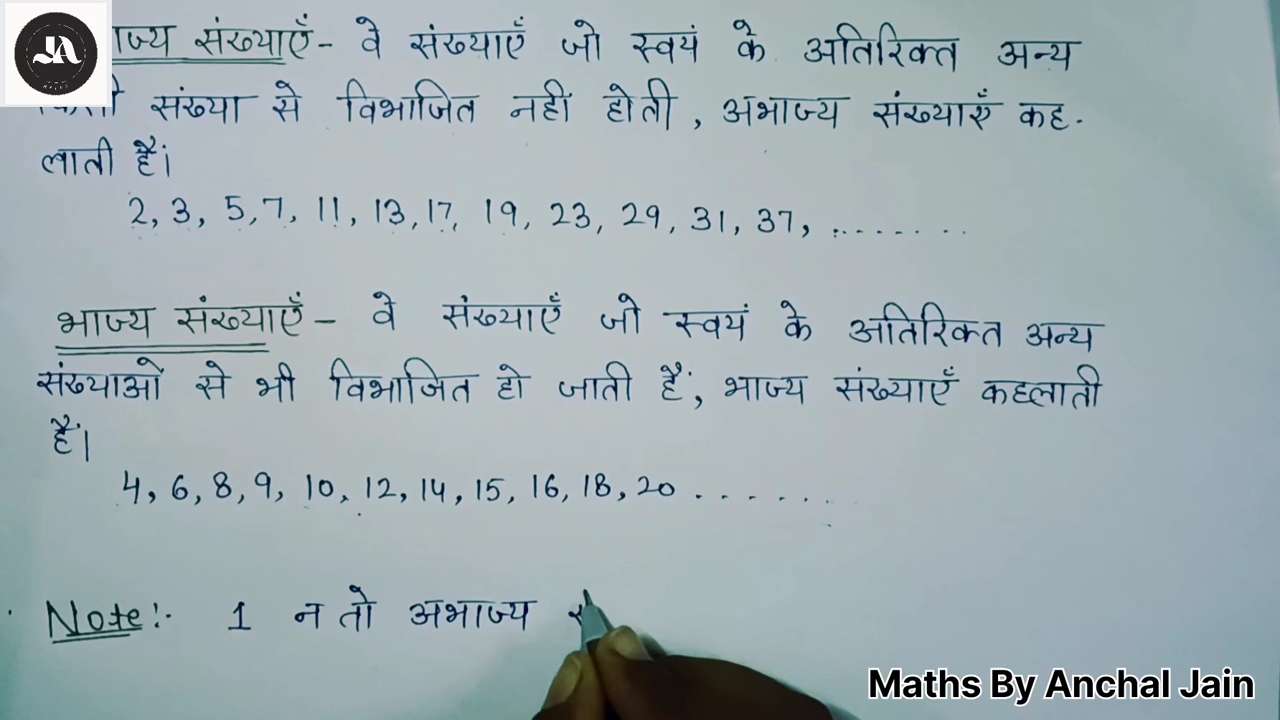 संख्याएँ - वे संख्याएँ जो स्वयं के अतिरिक्त अन्य
संख्या से विभाजित नहीं होती, अभाज्य संख्याएँ कह-
लाती हैं।
2, 3, 5, 7, 11, 13, 17, 19, 23, 29, 31, 37, ........
भाज्य संख्याएँ - वे संख्याएँ जो स्वयं के अतिरिक्त अन्य
संख्याओं से भी विभाजित हो जाती हैं, भाज्य संख्याएँ कहलाती
हैं।
4, 6, 8, 9, 10, 12, 14, 15, 16, 18, 20 .......
Note:- 1 न तो अभाज्य
Maths By Anchal Jain